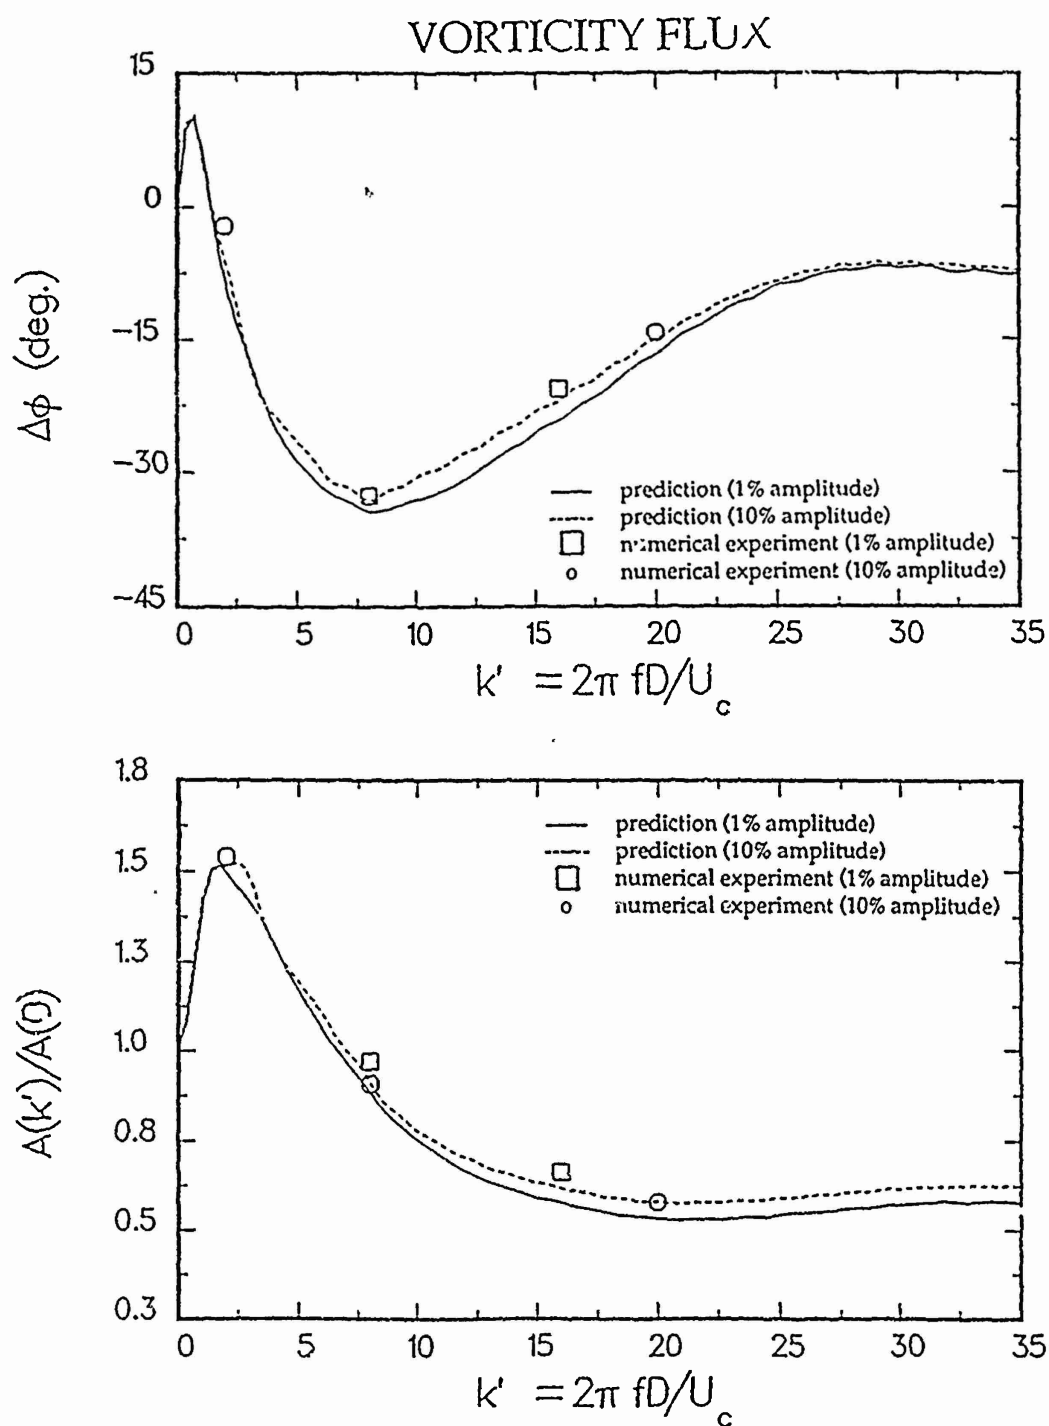 VORTICITY FLUX
15
0
−15
−30
−45
Δϕ (deg.)
prediction (1% amplitude)
prediction (10% amplitude)
numerical experiment (1% amplitude)
numerical experiment (10% amplitude)
0 5 10 15 20 25 30 35
k' = 2π fD/U_c
1.8
1.5
1.3
1.0
0.8
0.5
0.3
A(k')/A(0)
prediction (1% amplitude)
prediction (10% amplitude)
numerical experiment (1% amplitude)
numerical experiment (10% amplitude)
0 5 10 15 20 25 30 35
k' = 2π fD/U_c